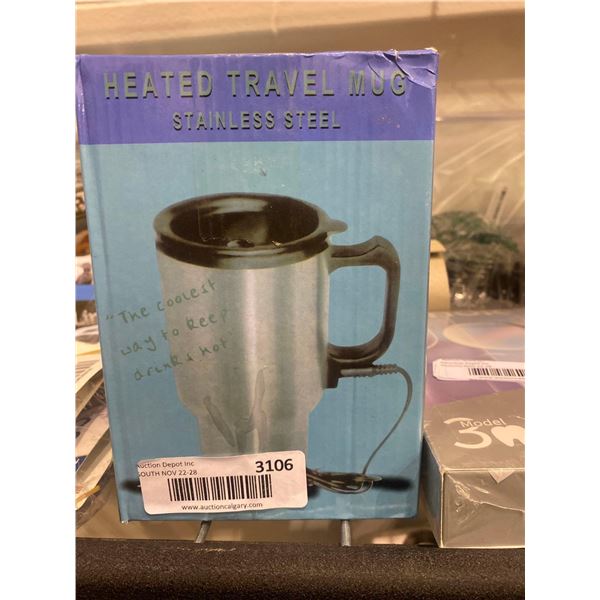 HEATED TRAVEL MUG
STAINLESS STEEL
"The coolest
way to keep
drinks hot
Auction Depot Inc
SOUTH NOV 22-28
3106
www.auctioncalgary.com
Model
3M